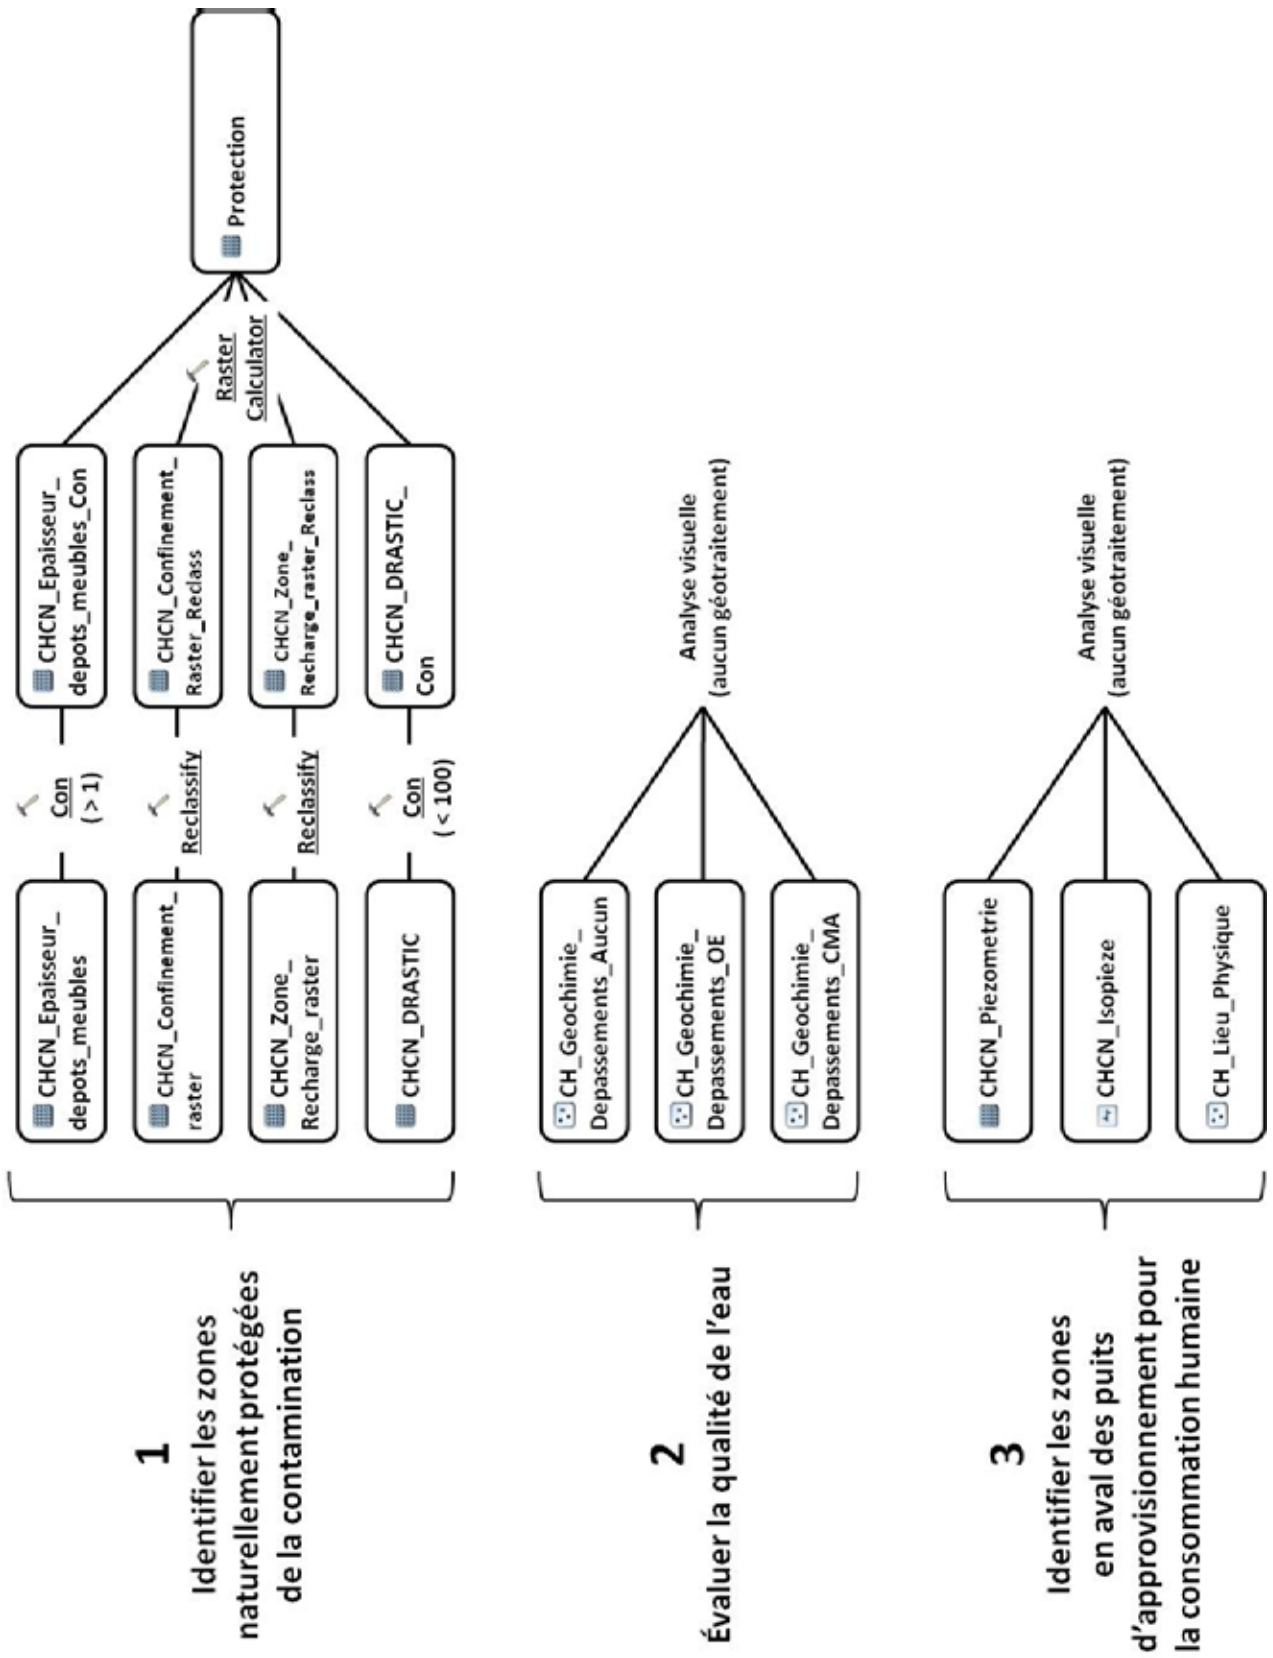 1
Identifier les zones
naturellement protégées
de la contamination
CHCN_Epaisseur_
depots_meubles
CHCN_Confinement_
raster
CHCN_Zone_
Recharge_raster
CHCN_DRASTIC
Con
(> 1)
Reclassify
Reclassify
Con
(< 100)
CHCN_Epaisseur_
depots_meubles_Con
CHCN_Confinement_
Raster_Reclass
CHCN_Zone_
Recharge_raster_Reclass
CHCN_DRASTIC_
Con
Raster
Calculator
Protection
2
Évaluer la qualité de l'eau
CH_Geochimie_
Depassements_Aucun
CH_Geochimie_
Depassements_OE
CH_Geochimie_
Depassements_CMA
Analyse visuelle
(aucun géotraitement)
3
Identifier les zones
en aval des puits
d'approvisionnement pour
la consommation humaine
CHCN_Piezometrie
CHCN_Isopieze
CH_Lieu_Physique
Analyse visuelle
(aucun géotraitement)